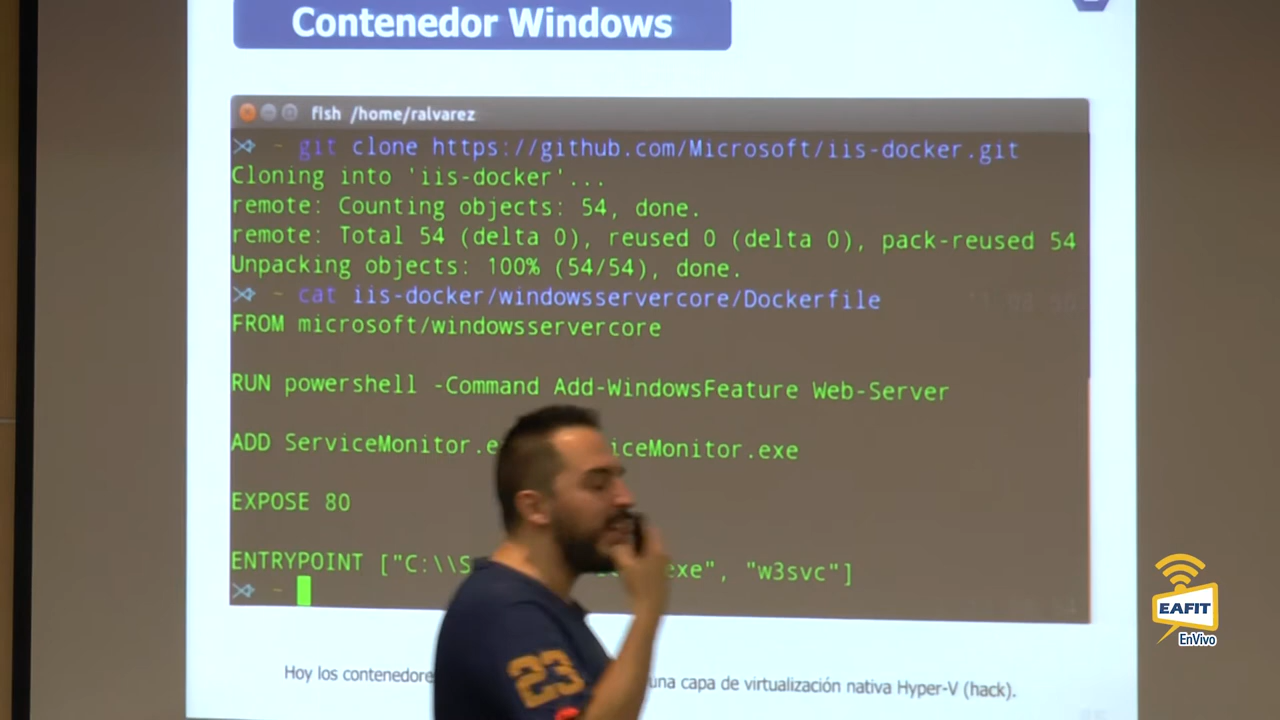 Contenedor Windows
fish /home/ralvarez
~ git clone https://github.com/Microsoft/iis-docker.git
Cloning into 'iis-docker'...
remote: Counting objects: 54, done.
remote: Total 54 (delta 0), reused 0 (delta 0), pack-reused 54
Unpacking objects: 100% (54/54), done.
~ cat iis-docker/windowsservercore/Dockerfile
FROM microsoft/windowsservercore
RUN powershell -Command Add-WindowsFeature Web-Server
ADD ServiceMonitor.e iceMonitor.exe
EXPOSE 80
ENTRYPOINT ["C:\\S exe", "w3svc"]
~
Hoy los contenedore una capa de virtualización nativa Hyper-V (hack).
23
EAFIT
EnVivo